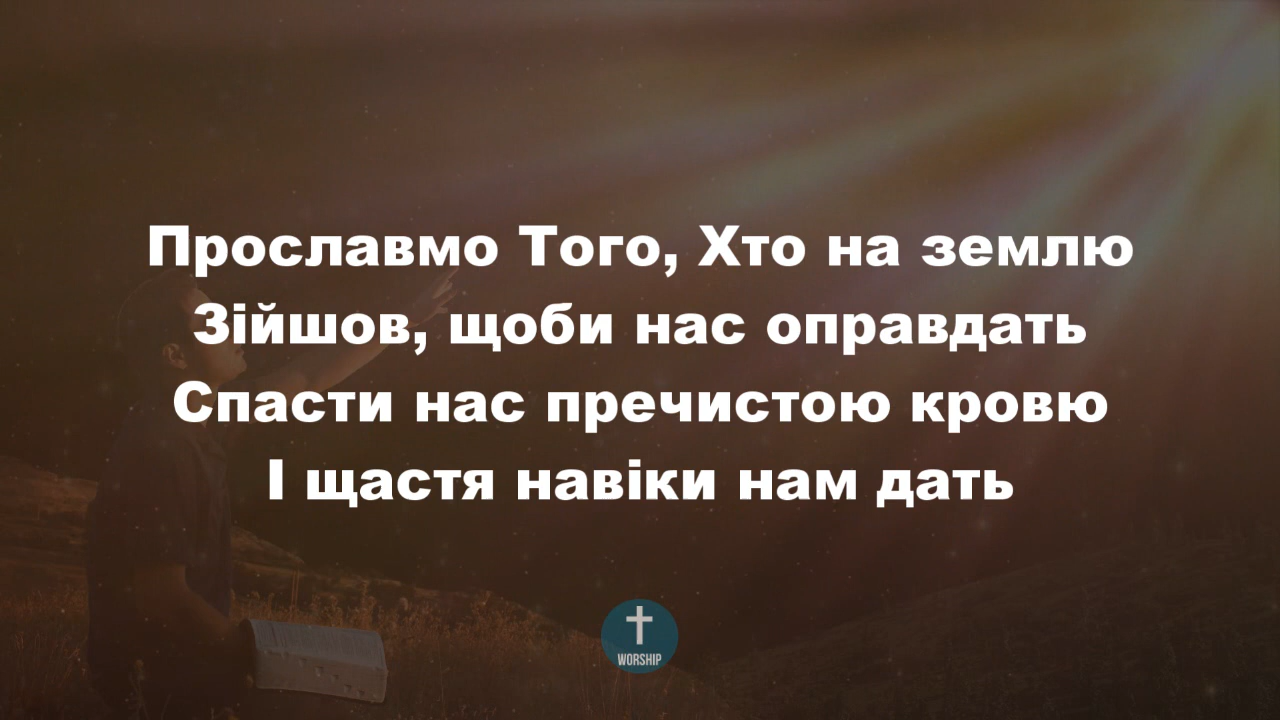 Прославмо Того, Хто на землю
Зійшов, щоби нас оправдать
Спасти нас пречистою кровю
І щастя навіки нам дать
WORSHIP